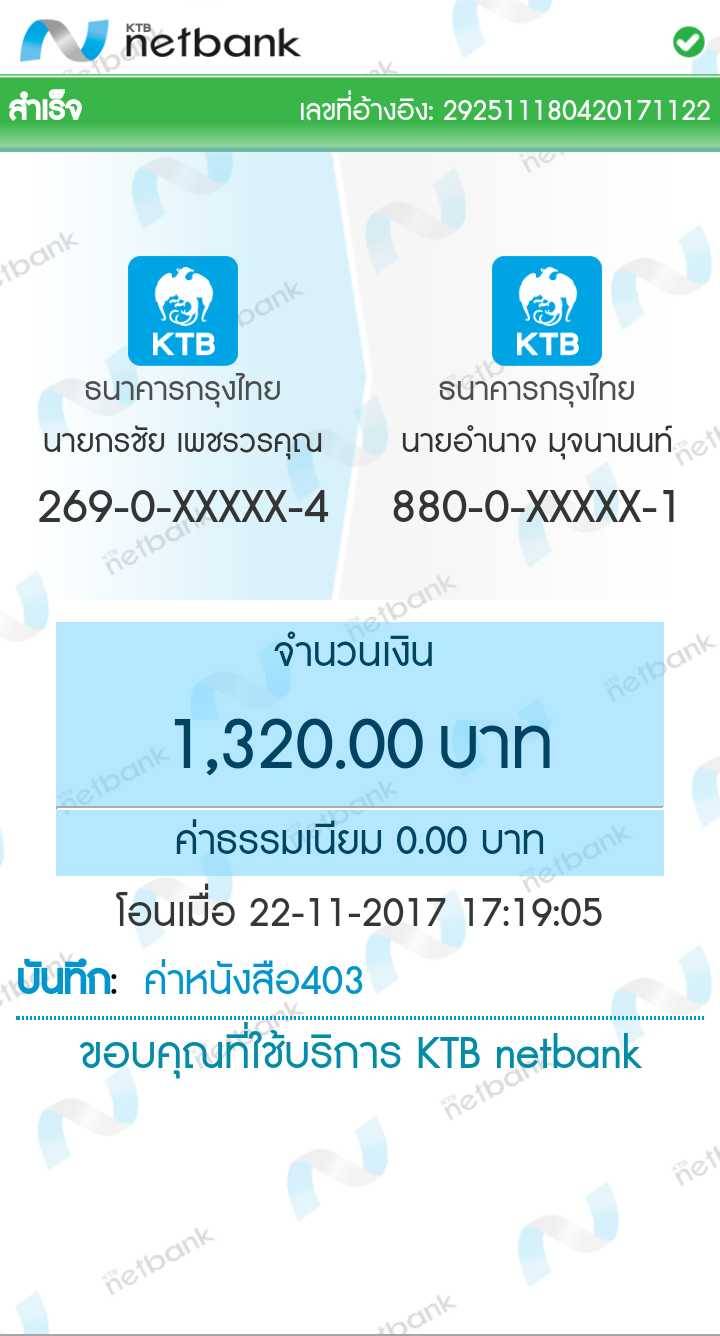 KTB
netbank
สำเร็จ เลขที่อ้างอิง: 292511180420171122
KTB KTB
ธนาคารกรุงไทย ธนาคารกรุงไทย
นายกรชัย เพชรวรคุณ นายอำนาจ มุจนานนท์
269-0-XXXXX-4 880-0-XXXXX-1
จำนวนเงิน
1,320.00 บาท
ค่าธรรมเนียม 0.00 บาท
โอนเมื่อ 22-11-2017 17:19:05
บันทึก: ค่าหนังสือ403
ขอบคุณที่ใช้บริการ KTB netbank